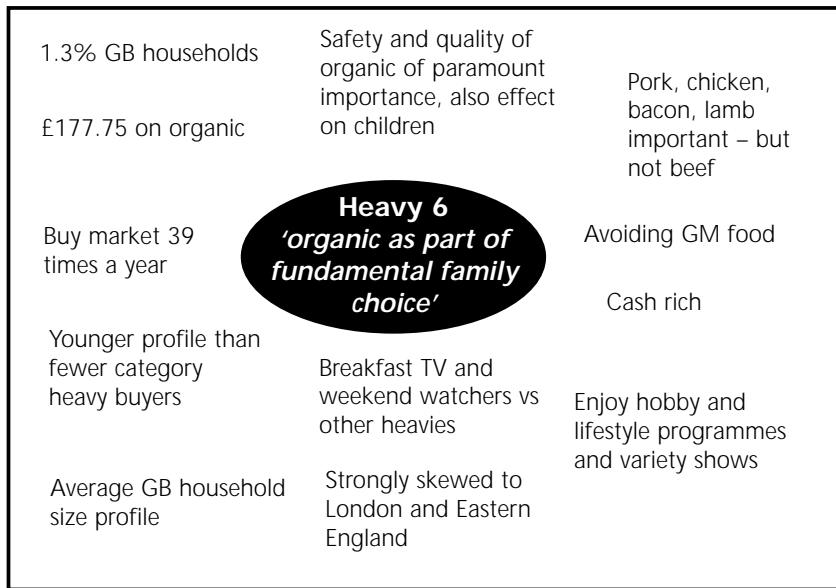 1.3% GB households
£177.75 on organic
Safety and quality of
organic of paramount
importance, also effect
on children
Pork, chicken,
bacon, lamb
important – but
not beef
Buy market 39
times a year
Heavy 6
'organic as part of
fundamental family
choice'
Avoiding GM food
Cash rich
Younger profile than
fewer category
heavy buyers
Breakfast TV and
weekend watchers vs
other heavies
Enjoy hobby and
lifestyle programmes
and variety shows
Average GB household
size profile
Strongly skewed to
London and Eastern
England